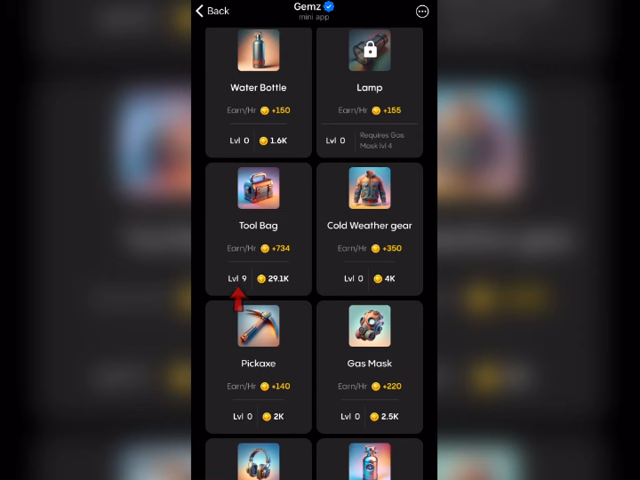 Back
Gemz
mini app
Water Bottle
Lamp
Earn/Hr +150
Earn/Hr +155
Lvl 0 1.6K
Lvl 0 Requires Gas
Mask lvl 4
Tool Bag
Cold Weather gear
Earn/Hr +734
Earn/Hr +350
Lvl 9 29.1K
Lvl 0 4K
Pickaxe
Gas Mask
Earn/Hr +140
Earn/Hr +220
Lvl 0 2K
Lvl 0 2.5K